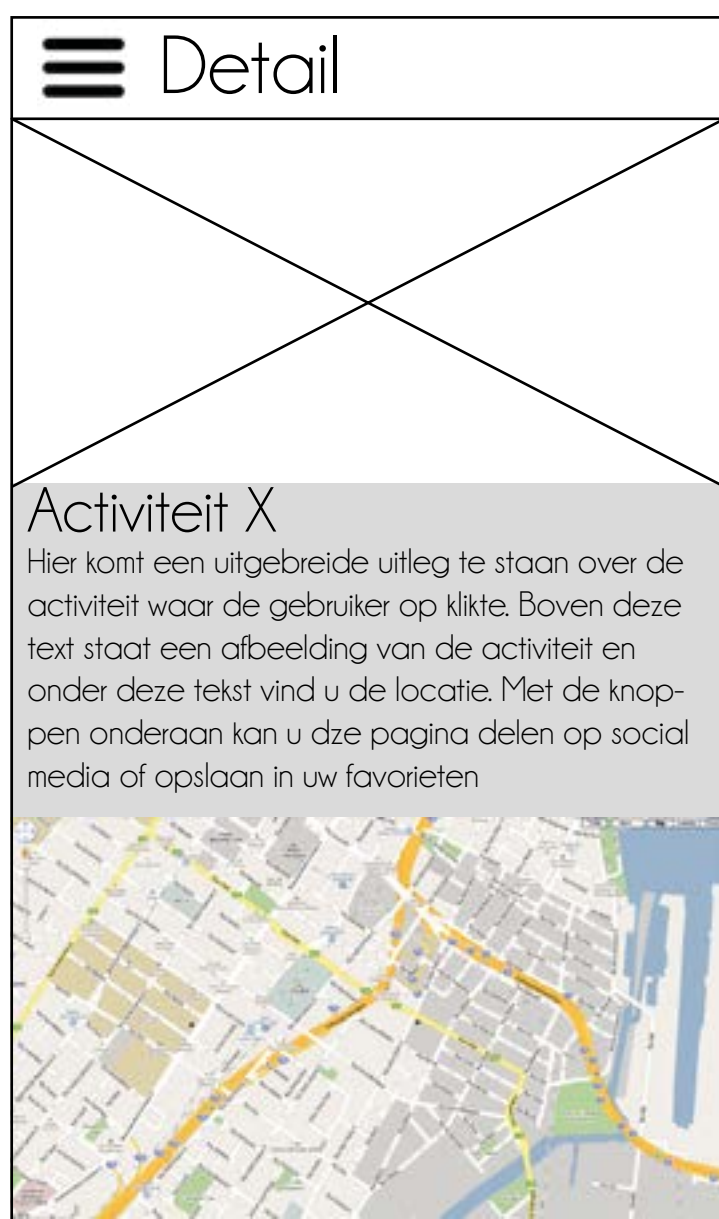 Detail
Activiteit X
Hier komt een uitgebreide uitleg te staan over de
activiteit waar de gebruiker op klikte. Boven deze
text staat een afbeelding van de activiteit en
onder deze tekst vind u de locatie. Met de knop-
pen onderaan kan u dze pagina delen op social
media of opslaan in uw favorieten